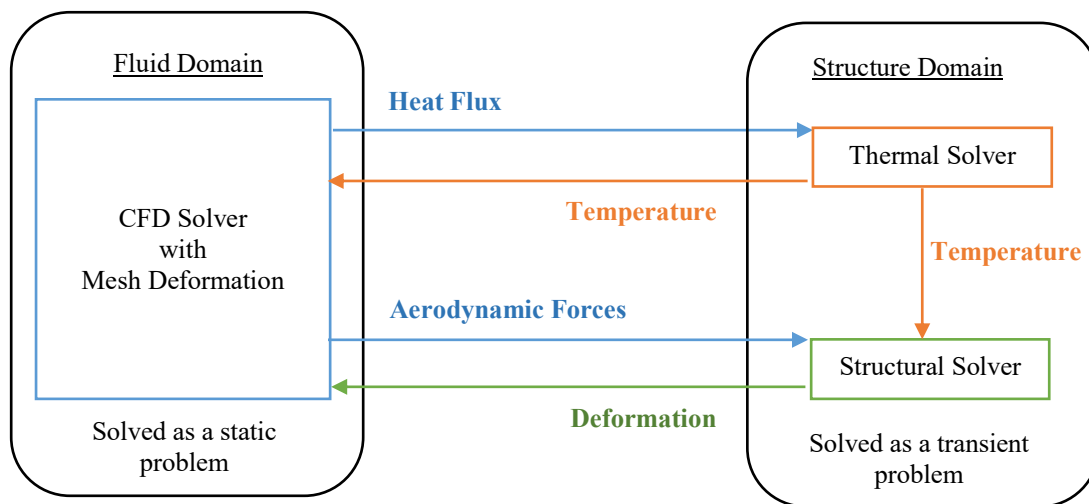 Fluid Domain
CFD Solver
with
Mesh Deformation
Solved as a static
problem
Heat Flux
Temperature
Aerodynamic Forces
Deformation
Structure Domain
Thermal Solver
Temperature
Structural Solver
Solved as a transient
problem